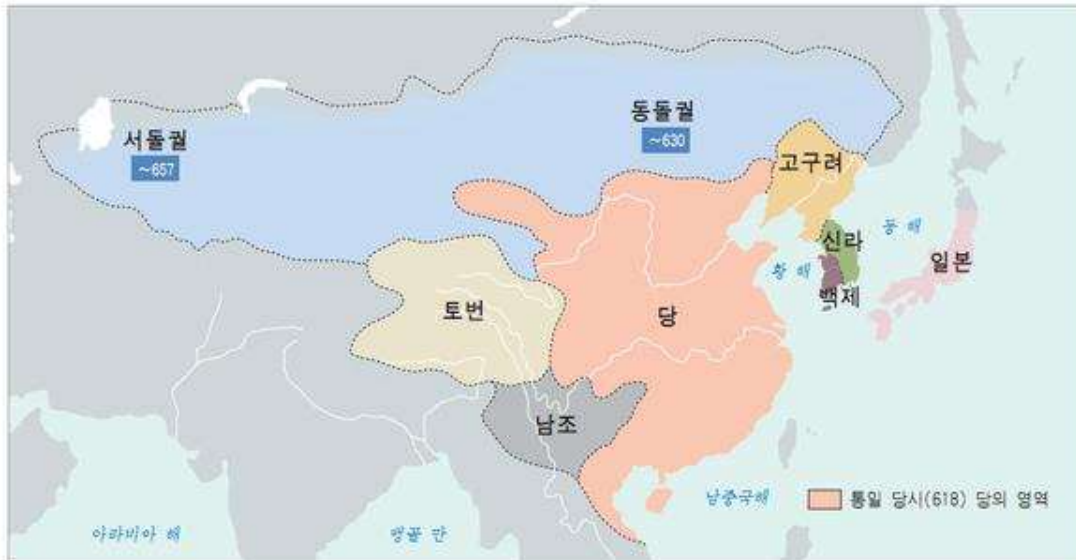 서돌궐
~657
동돌궐
~630
고구려
신라
동 해
일본
황 해
백제
토번
당
남조
남중국해
통일 당시(618) 당의 영역
아라비아 해
벵골 만